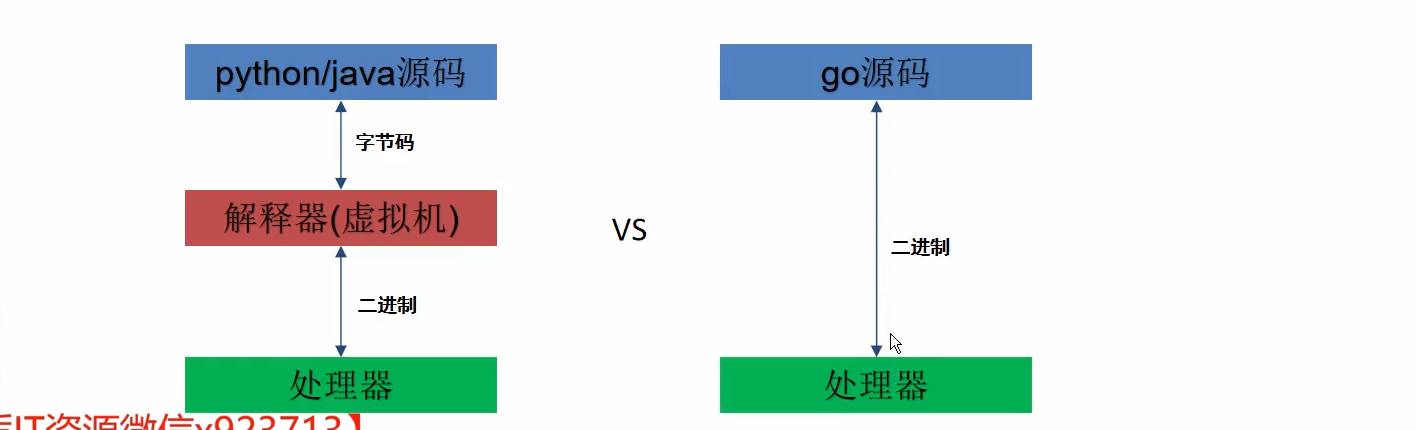 python/java源码
go源码
字节码
解释器(虚拟机)
VS
二进制
二进制
处理器
处理器
IT资源微信x923713】